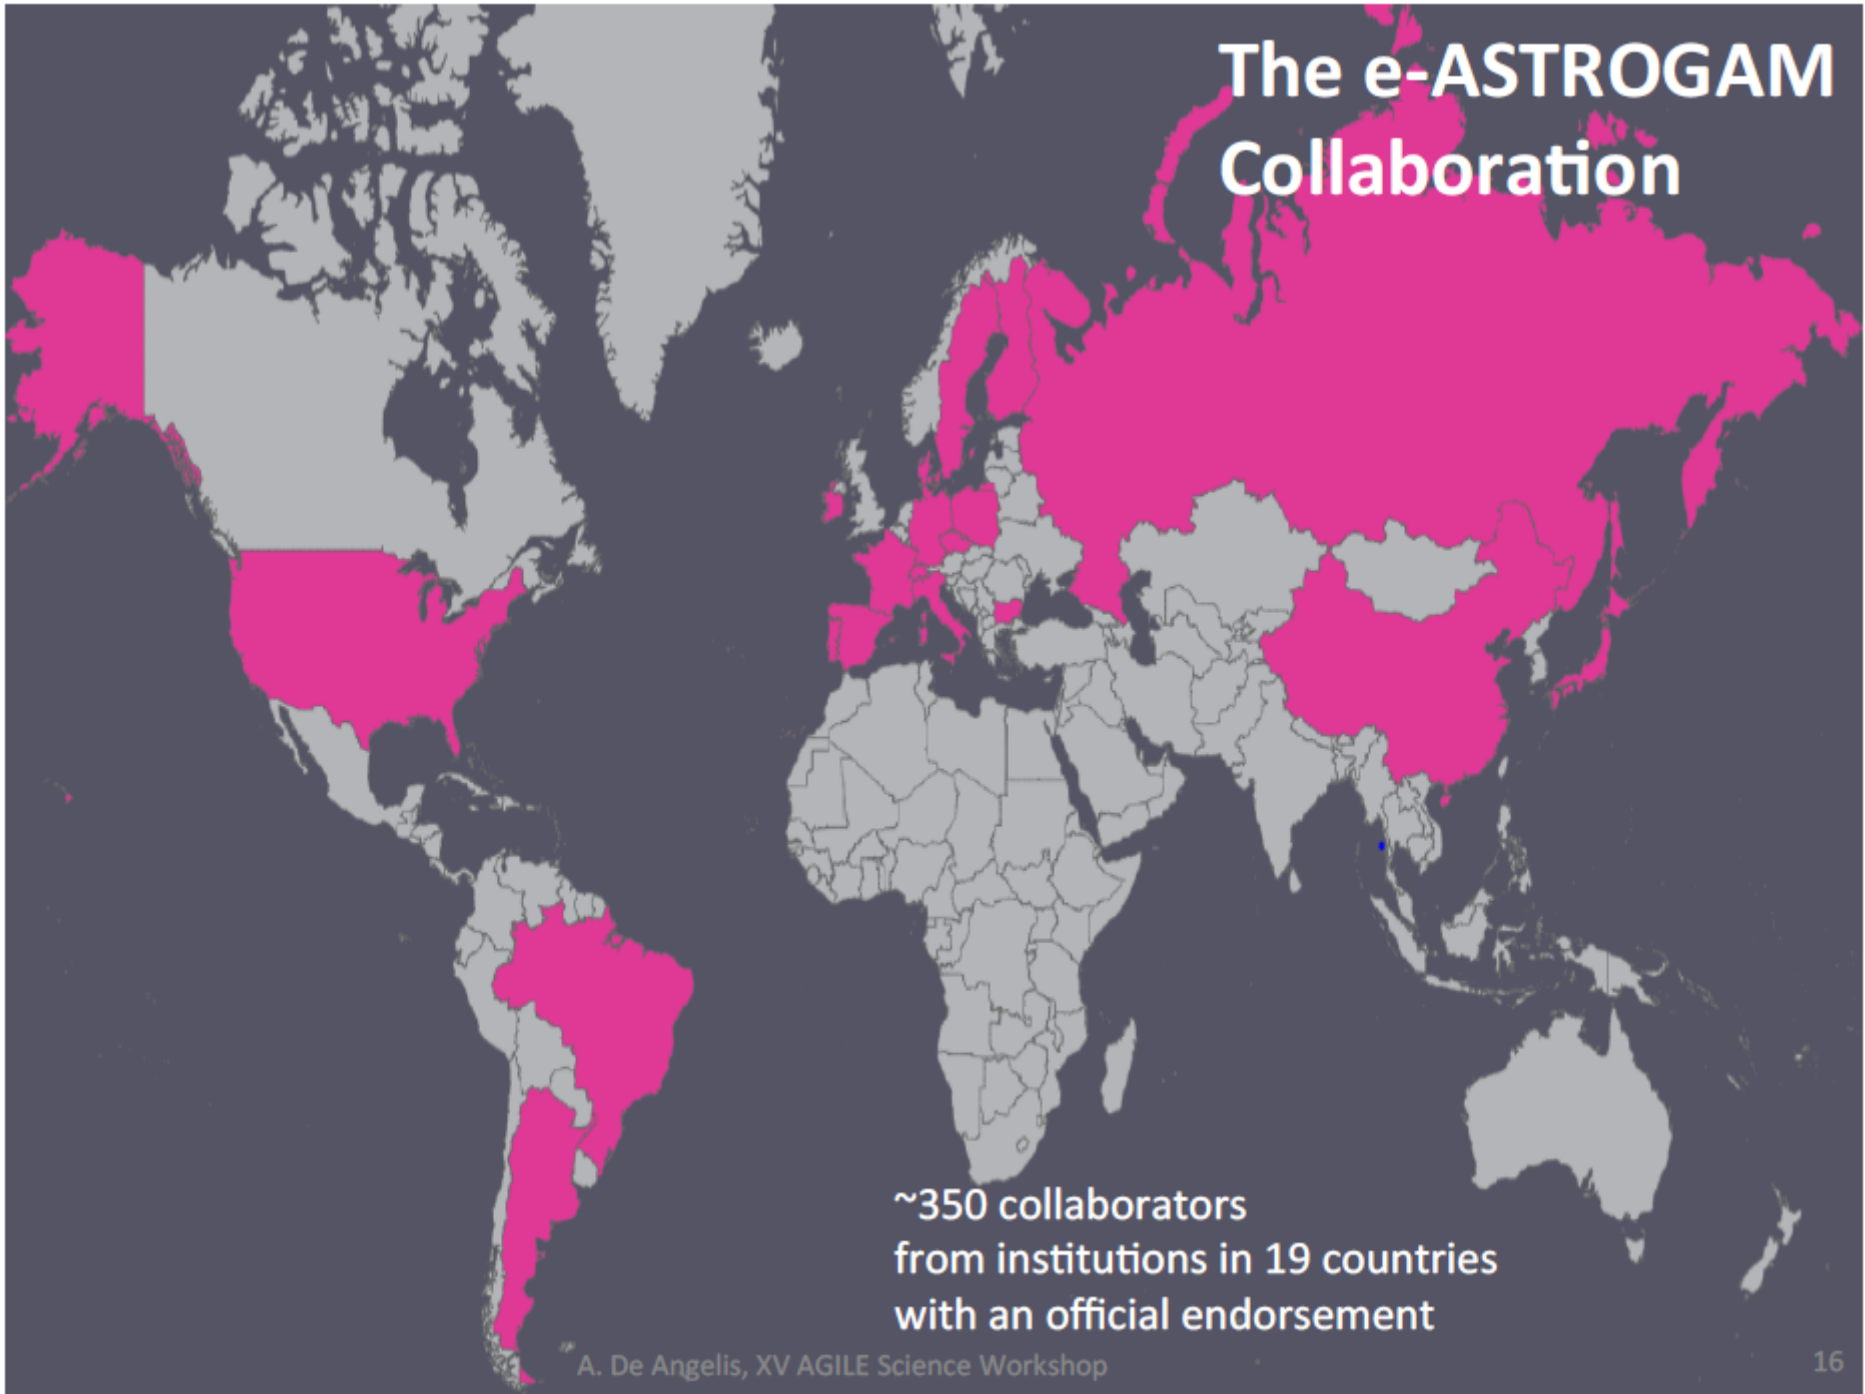 The e-ASTROGAM
Collaboration
~350 collaborators
from institutions in 19 countries
with an official endorsement
A. De Angelis, XV AGILE Science Workshop
16